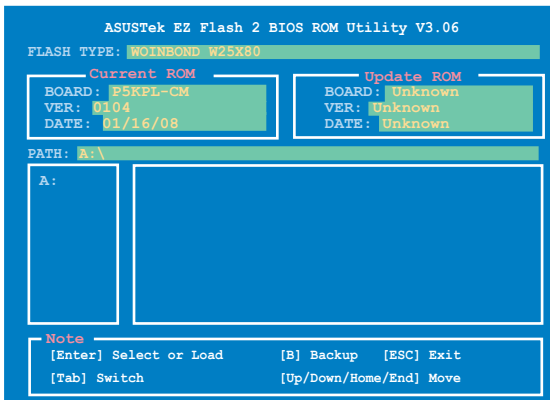 ASUSTek EZ Flash 2 BIOS ROM Utility V3.06
FLASH TYPE: WOINBOND W25X80
Current ROM
BOARD: P5KPL-CM
VER: 0104
DATE: 01/16/08
Update ROM
BOARD: Unknown
VER: Unknown
DATE: Unknown
PATH: A:\
A:
Note
[Enter] Select or Load [B] Backup [ESC] Exit
[Tab] Switch [Up/Down/Home/End] Move